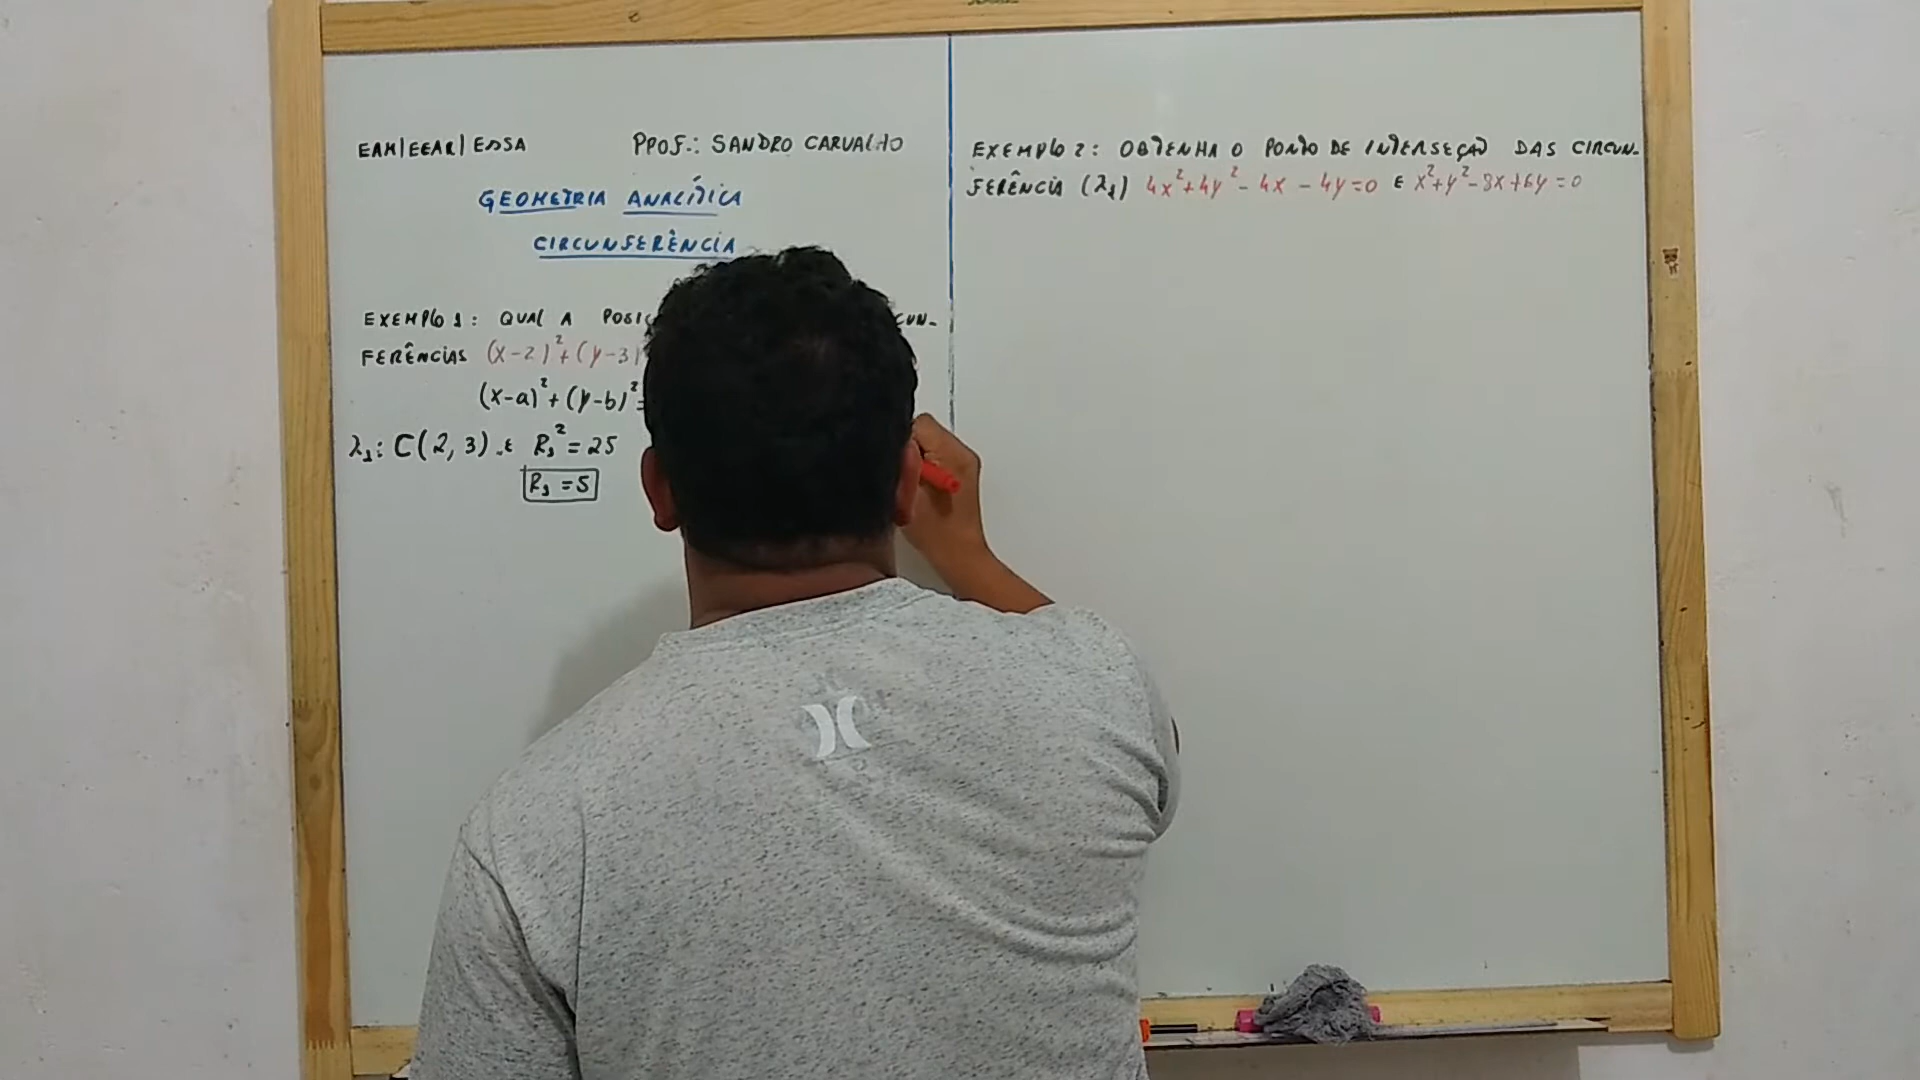 EAM/EEAR/ESSA PROF.: SANDRO CARVALHO
GEOMETRIA ANALÍTICA
CIRCUNFERÊNCIA
EXEMPLO 1: QUAL A CUN-
FERÊNCIAS (x-2)²+(y-3)
(x-a)²+(y-b)²=
λ₁: C(2,3) E R₁²=25
R₁=5
EXEMPLO 2: OBTENHA O PONTO DE INTERSEÇÃO DAS CIRCUN-
FERÊNCIA (λ₁) 4x²+4y²-4x-4y=0 E x²+y²-8x+6y=0